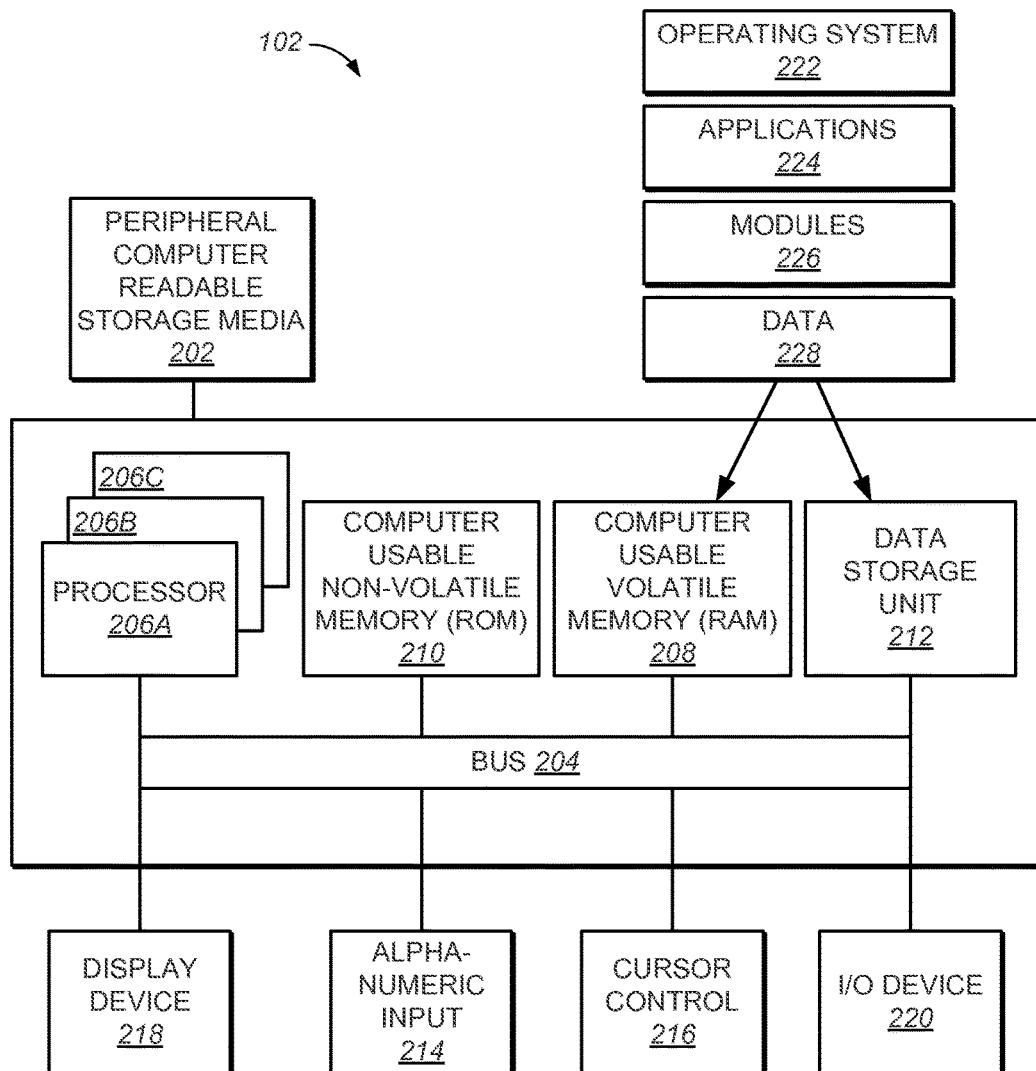 102
OPERATING SYSTEM
222
APPLICATIONS
224
MODULES
226
DATA
228
PERIPHERAL
COMPUTER
READABLE
STORAGE MEDIA
202
206C
206B
PROCESSOR
206A
COMPUTER
USABLE
NON-VOLATILE
MEMORY (ROM)
210
COMPUTER
USABLE
VOLATILE
MEMORY (RAM)
208
DATA
STORAGE
UNIT
212
BUS 204
DISPLAY
DEVICE
218
ALPHA-
NUMERIC
INPUT
214
CURSOR
CONTROL
216
I/O DEVICE
220